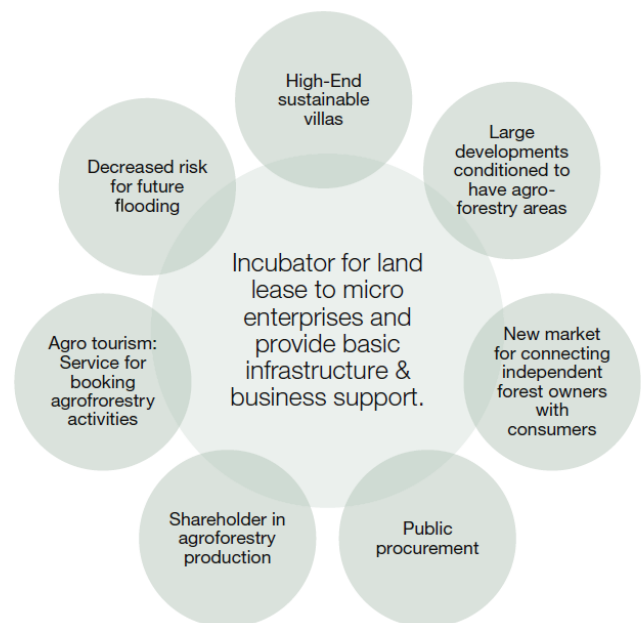 High-End
sustainable
villas
Large
developments
conditioned to
have agro-
forestry areas
Decreased risk
for future
flooding
Incubator for land
lease to micro
enterprises and
provide basic
infrastructure &
business support.
New market
for connecting
independent
forest owners
with
consumers
Agro tourism:
Service for
booking
agrofrorestry
activities
Shareholder in
agroforestry
production
Public
procurement